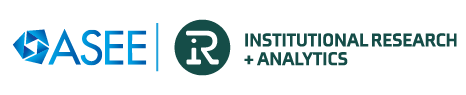 ASEE
iR
INSTITUTIONAL RESEARCH
+ ANALYTICS